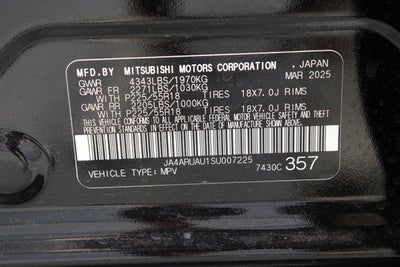 MFD.BY MITSUBISHI MOTORS CORPORATION , JAPAN
GVWR 4343LBS/1970KG MAR 2025
GAWR FR 2271LBS/1030KG
WITH P225/55R18 TIRES 18X7.0J RIMS
GAWR RR 2205LBS/1000KG
WITH P225/55R18 TIRES 18X7.0J RIMS
THIS VEHICLE CONFORMS TO ALL APPLICABLE FEDERAL MOTOR VEHICLE
SAFETY STANDARDS IN EFFECT ON THE DATE OF MANUFACTURE SHOWN ABOVE.
JA4ARUAU1SU007225
VEHICLE TYPE: MPV 7430C 357